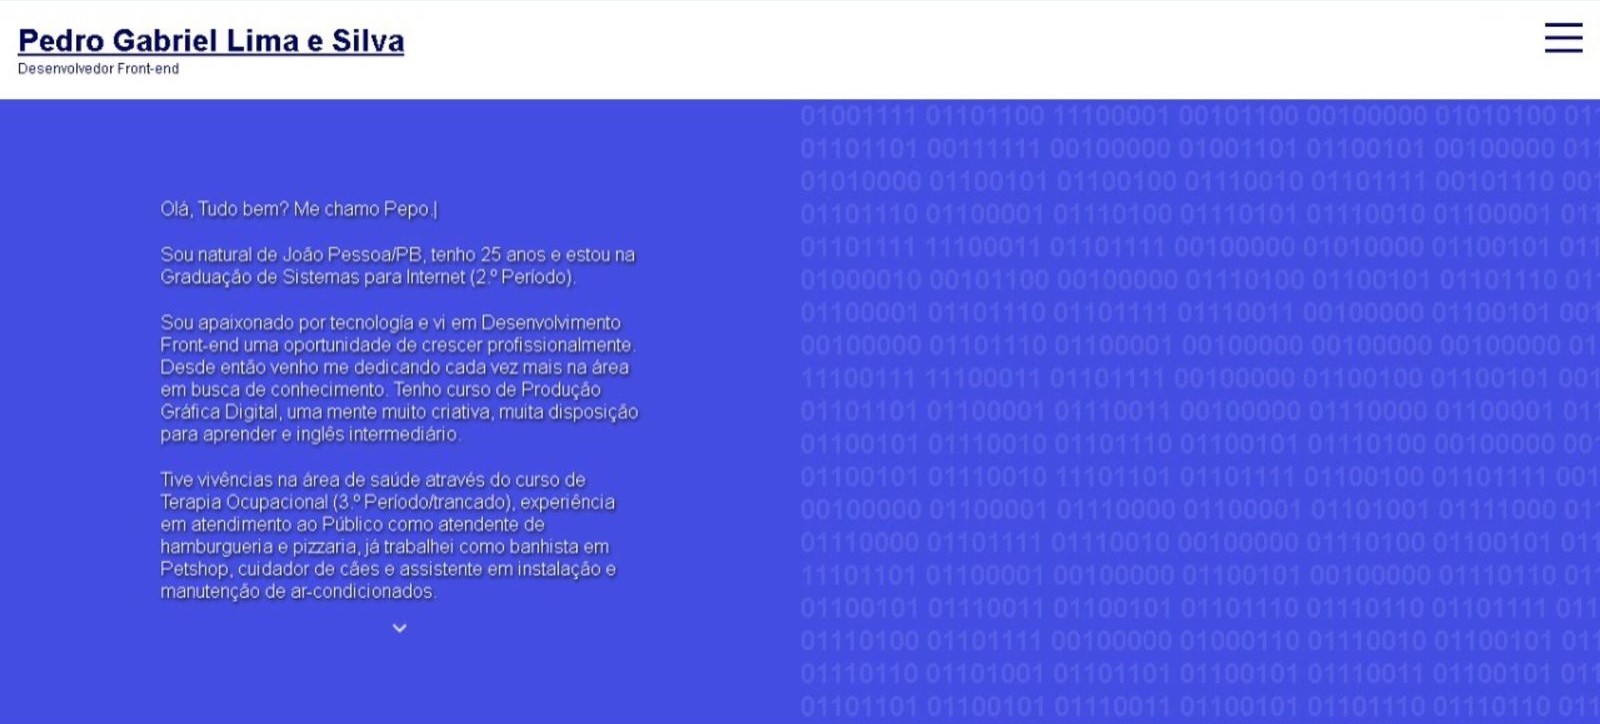 Pedro Gabriel Lima e Silva
Desenvolvedor Front-end
Olá, Tudo bem? Me chamo Pepo.|
Sou natural de João Pessoa/PB, tenho 25 anos e estou na
Graduação de Sistemas para Internet (2.º Período).
Sou apaixonado por tecnologia e vi em Desenvolvimento
Front-end uma oportunidade de crescer profissionalmente.
Desde então venho me dedicando cada vez mais na área
em busca de conhecimento. Tenho curso de Produção
Gráfica Digital, uma mente muito criativa, muita disposição
para aprender e inglês intermediário.
Tive vivências na área de saúde através do curso de
Terapia Ocupacional (3.º Período/trancado), experiência
em atendimento ao Público como atendente de
hamburgueria e pizzaria, já trabalhei como banhista em
Petshop, cuidador de cães e assistente em instalação e
manutenção de ar-condicionados.
01001111 01101100 11100001 00101100 00100000 01010100 01
01101101 00111111 00100000 01001101 01100101 00100000 011
01010000 01100101 01100100 01110010 01101111 00101110 00
01101110 01100001 01110100 01110101 01110010 01100001 01
01101111 11100011 01101111 00100000 01010000 01100101 011
01000010 00101100 00100000 01110100 01100101 01101110 01
01100001 01101110 01101111 01110011 00100000 01100101 00
00100000 01101110 01100001 00100000 00100000 00100000 01
11100111 11100011 01101111 00100000 01100100 01100101 001
01101101 01100001 01110011 00100000 01110000 01100001 01
01100101 01110010 01101110 01100101 01110100 00100000 00
01100101 01110010 11101101 01101111 01100100 01101111 001
00100000 01100001 01110000 01100001 01101001 01111000 01
01110000 01101111 01110010 00100000 01110100 01100101 01
11101101 01100001 00100000 01100101 00100000 01110110 01
01100101 01110011 01100101 01101110 01110110 01101111 011
01110100 01101111 00100000 01000110 01110010 01100101 01
01110110 01101001 01101101 01100101 01110011 01100101 01
01101101 01100101 01110011 01100101 01101110 01110110 01